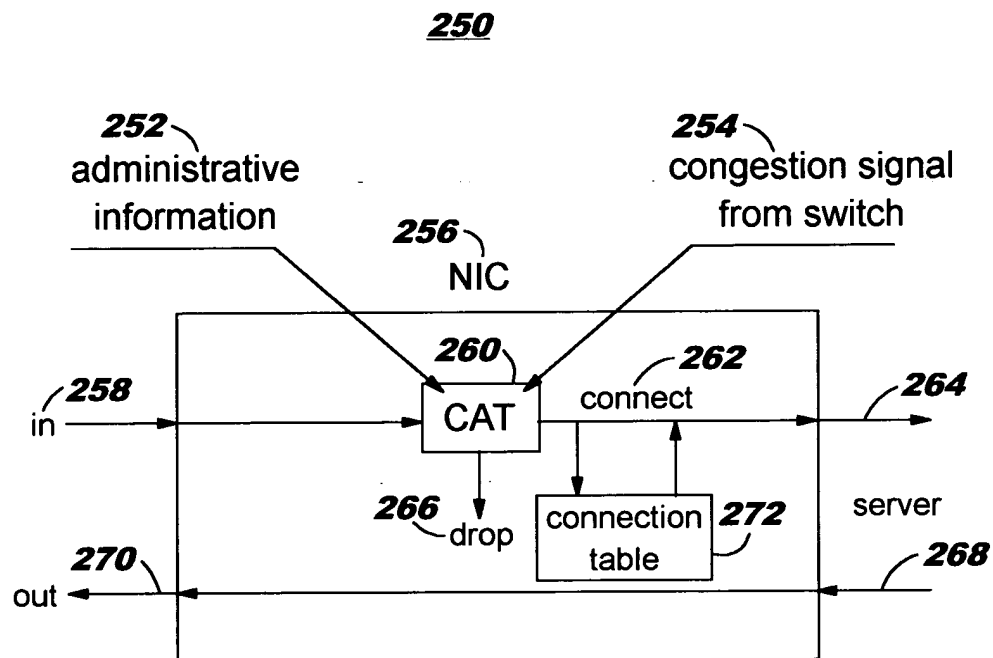 250
252
administrative
information
254
congestion signal
from switch
256
NIC
258
in
260
CAT
262
connect
264
266
drop
connection
table
272
server
268
270
out